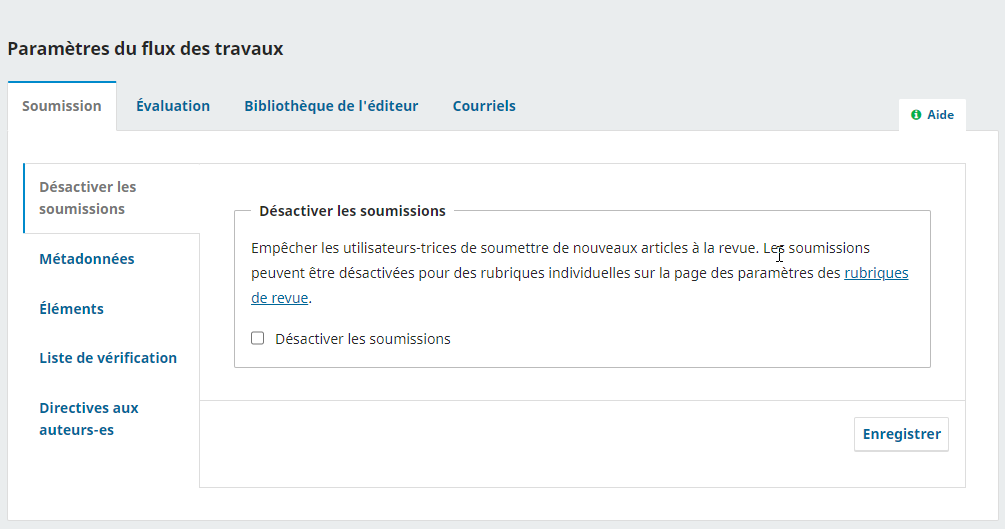 Paramètres du flux des travaux
Soumission
Évaluation
Bibliothèque de l'éditeur
Courriels
Aide
Désactiver les
soumissions
Métadonnées
Éléments
Liste de vérification
Directives aux
auteurs-es
Désactiver les soumissions
Empêcher les utilisateurs-trices de soumettre de nouveaux articles à la revue. Les soumissions
peuvent être désactivées pour des rubriques individuelles sur la page des paramètres des rubriques
de revue.
Désactiver les soumissions
Enregistrer